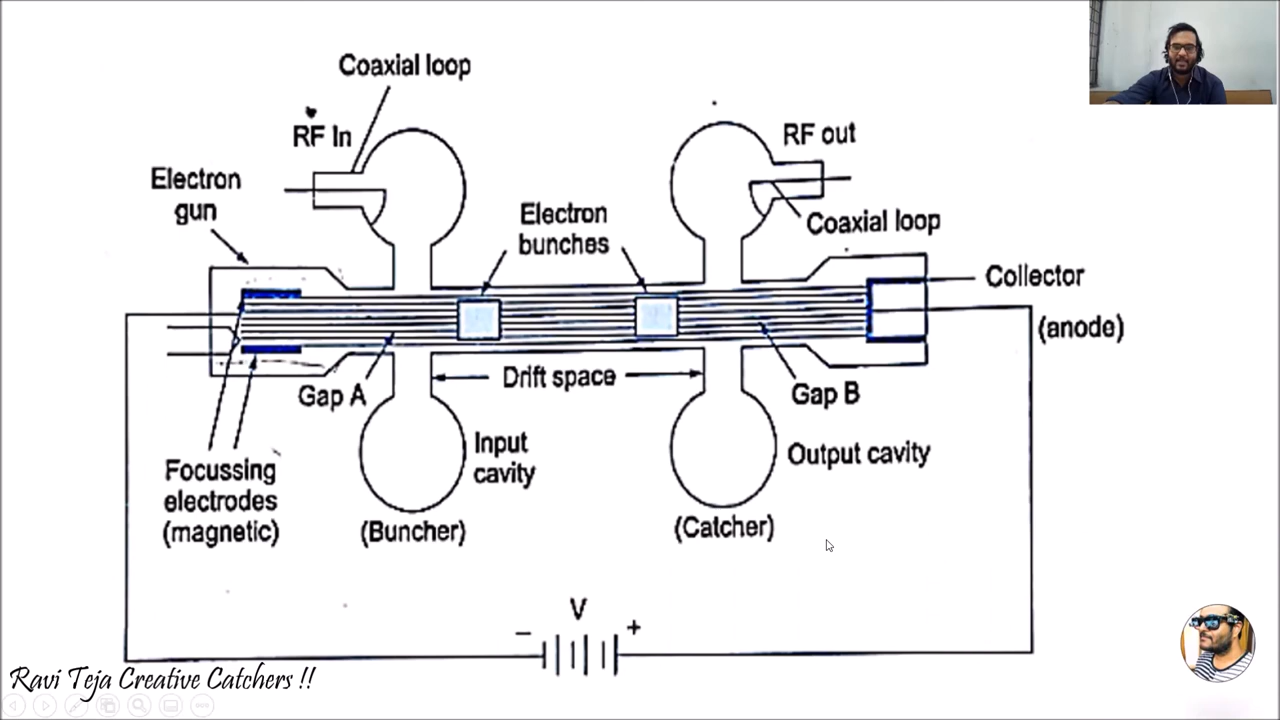 Coaxial loop
RF In
RF out
Electron
gun
Electron
bunches
Coaxial loop
Collector
(anode)
Gap A
Drift space
Gap B
Focussing
electrodes
(magnetic)
Input
cavity
Output cavity
(Buncher)
(Catcher)
V
− +
Ravi Teja Creative Catchers !!